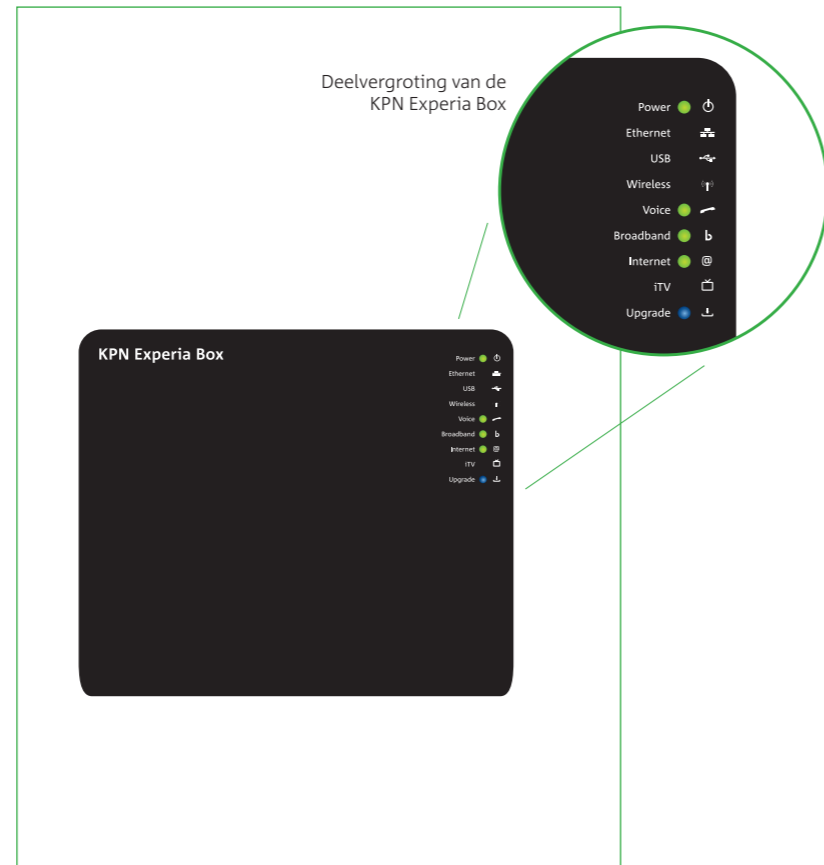 Deelvergroting van de
KPN Experia Box
Power
Ethernet
USB
Wireless
Voice
Broadband
Internet
iTV
Upgrade
KPN Experia Box
Power
Ethernet
USB
Wireless
Voice
Broadband
Internet
iTV
Upgrade